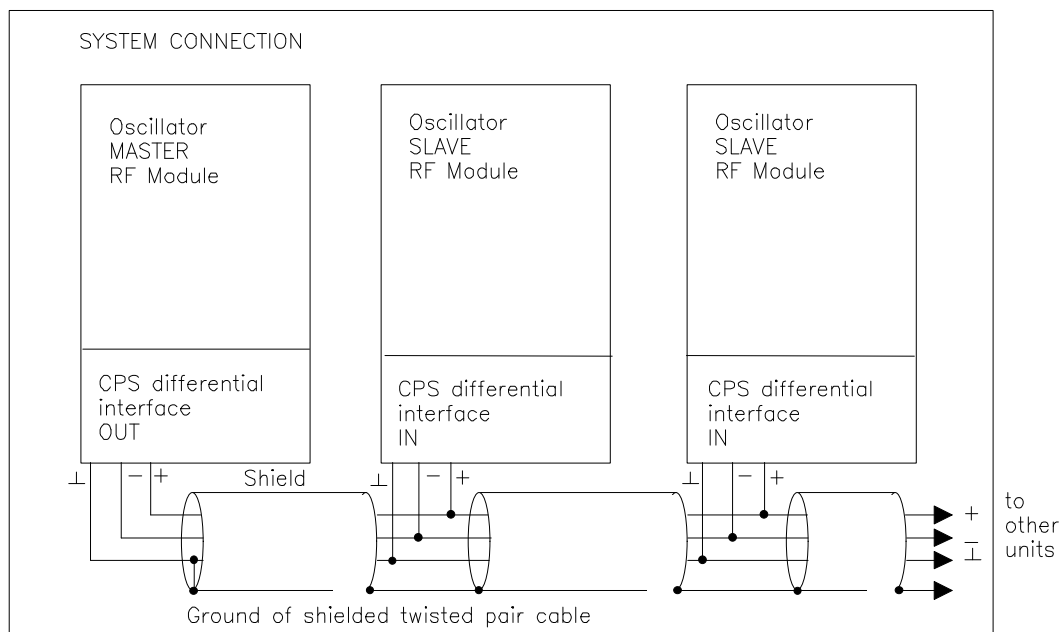 SYSTEM CONNECTION
Oscillator
MASTER
RF Module
Oscillator
SLAVE
RF Module
Oscillator
SLAVE
RF Module
CPS differential
interface
OUT
CPS differential
interface
IN
CPS differential
interface
IN
⊥ − +
Shield
⊥ − +
⊥ − +
+
−
⊥
to
other
units
Ground of shielded twisted pair cable